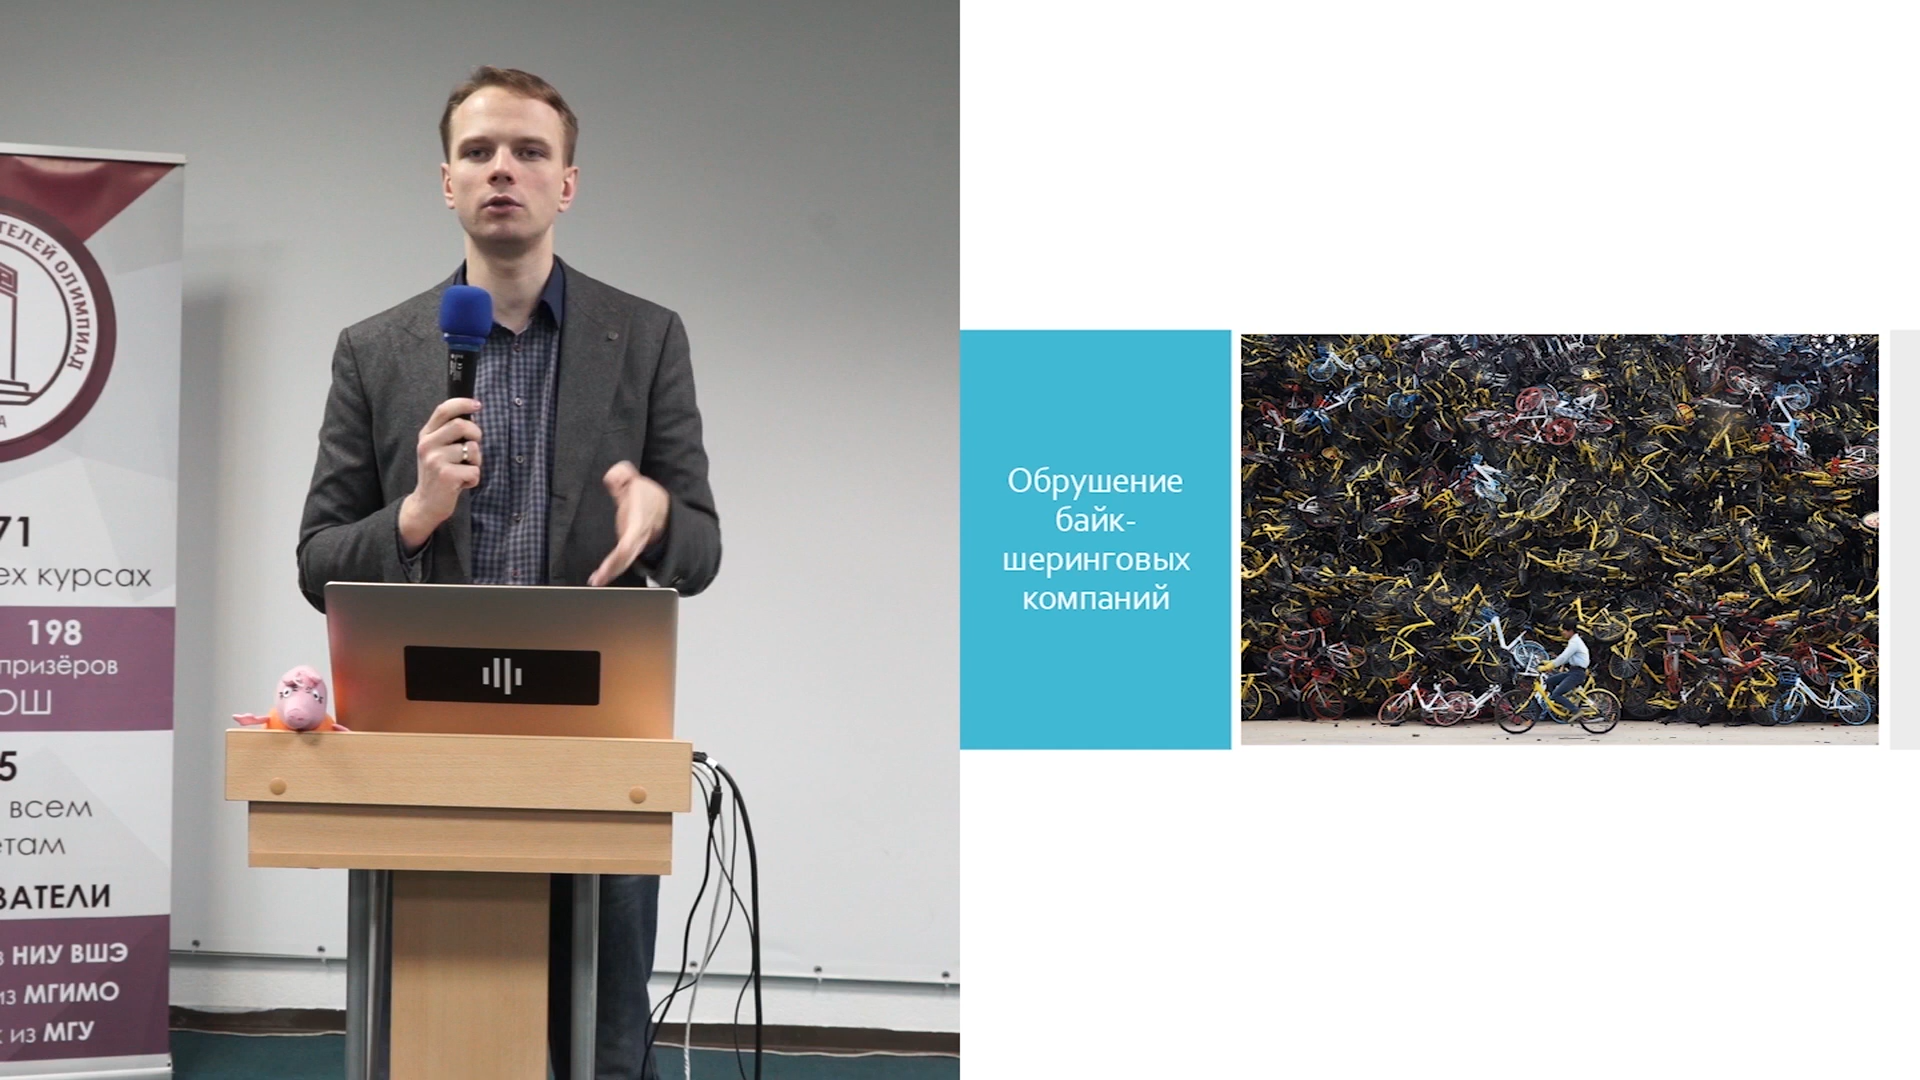 ТЕЛЕЙ ОЛИМПИАД
71
ех курсах
198
призёров
ОШ
5
всем
етам
ВАТЕЛИ
в НИУ ВШЭ
из МГИМО
к из МГУ
Обрушение
байк-
шеринговых
компаний